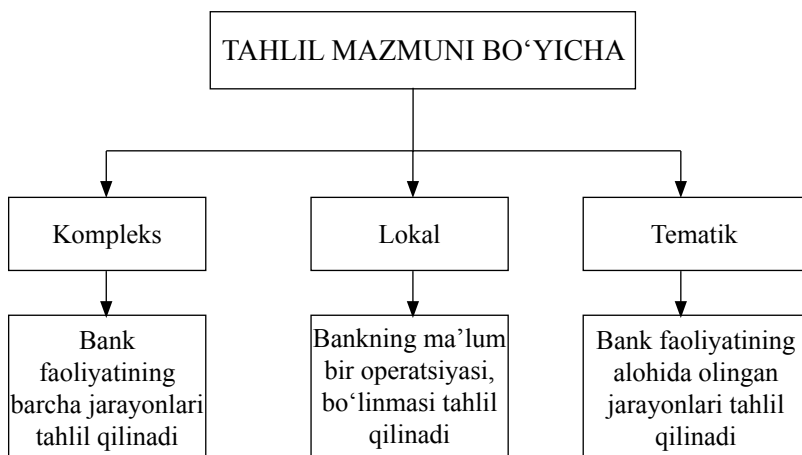 TAHLIL MAZMUNI BO‘YICHA
Kompleks
Lokal
Tematik
Bank
faoliyatining
barcha jarayonlari
tahlil qilinadi
Bankning ma’lum
bir operatsiyasi,
bo‘linmasi tahlil
qilinadi
Bank faoliyatining
alohida olingan
jarayonlari tahlil
qilinadi